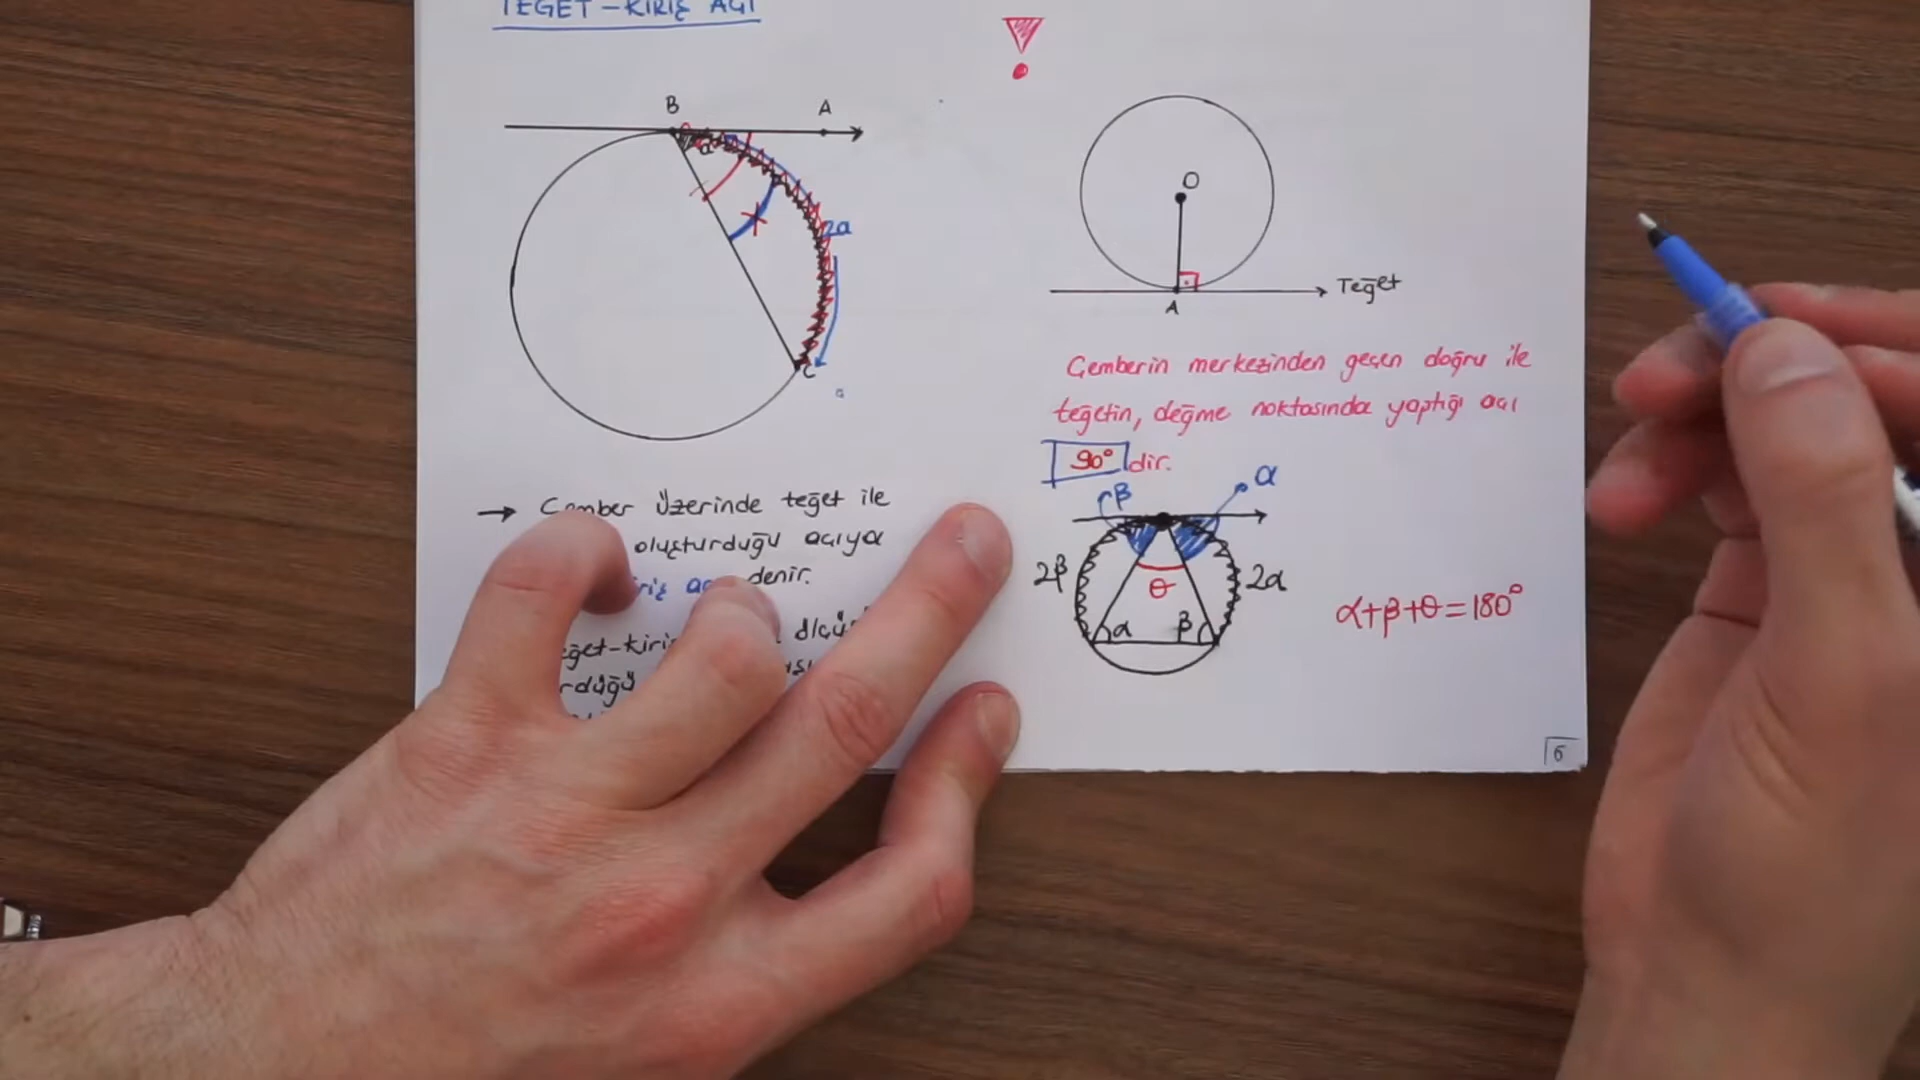 TEĞET-KİRİŞ AÇI
B
A
a
2a
C
→ Çember üzerinde teğet ile
oluşturduğu açıya
denir.
O
A
Teğet
Çemberin merkezinden geçen doğru ile
teğetin, değme noktasında yaptığı açı
90° dir.
β
α
2β
2α
θ
α
β
α+β+θ=180°
6